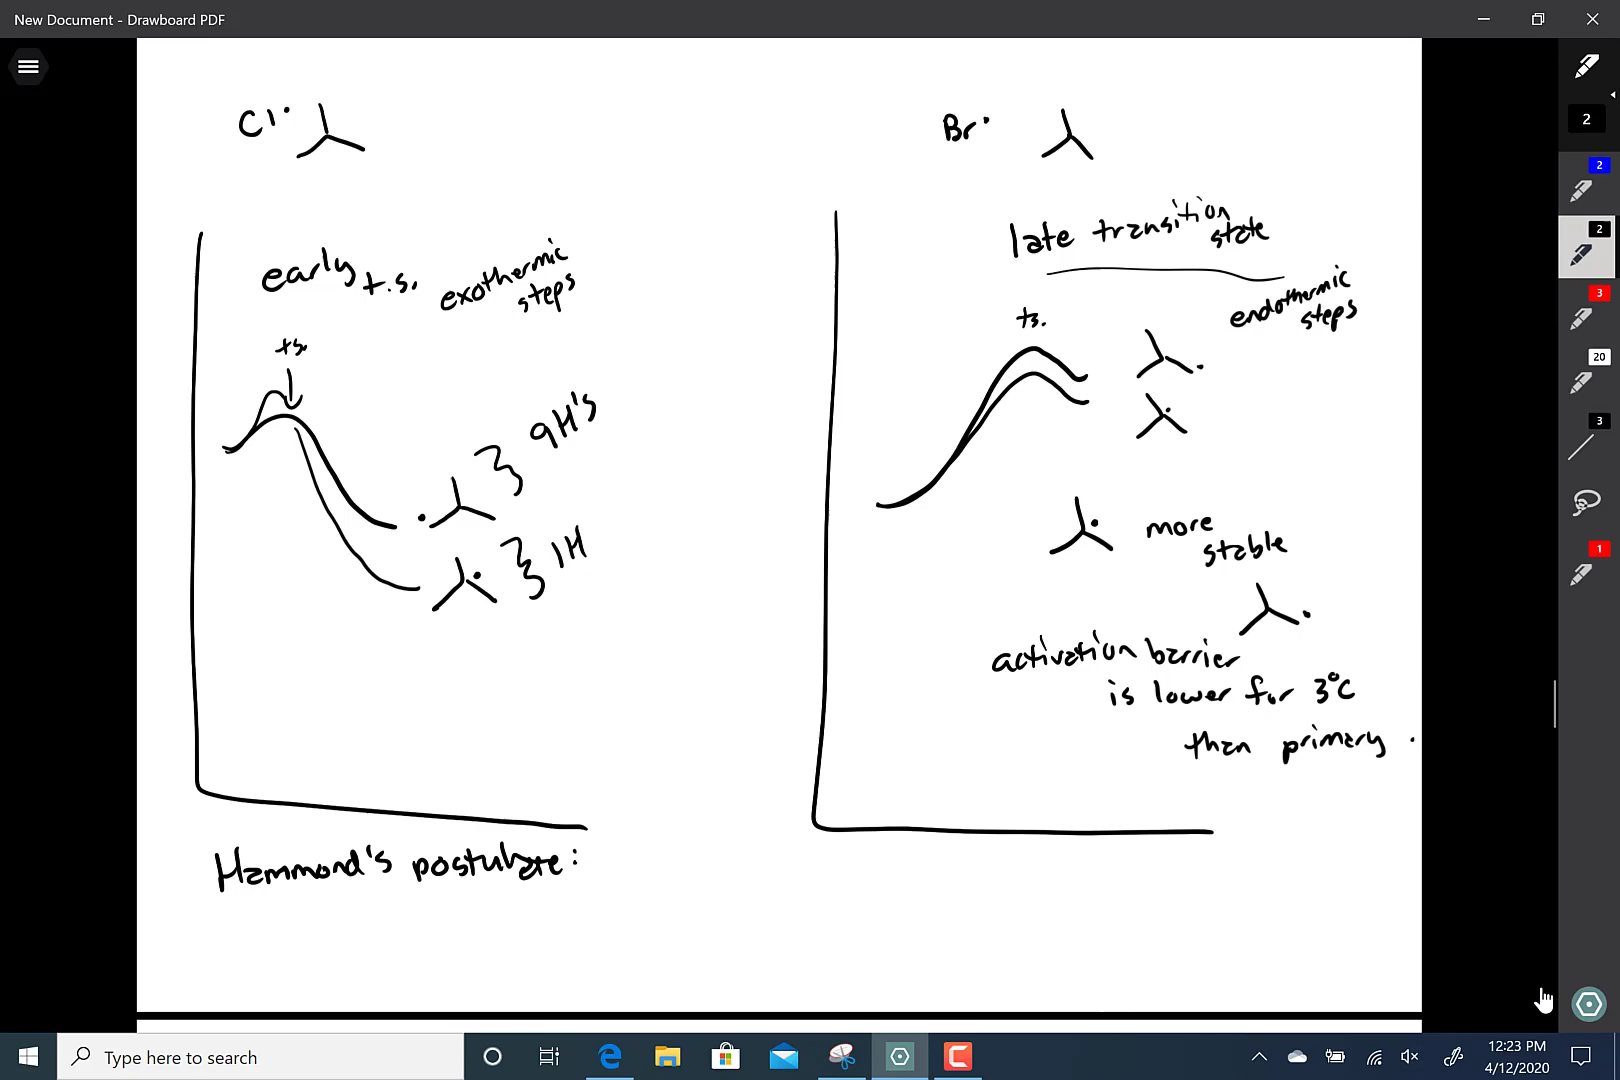 New Document - Drawboard PDF
Cl·
Br·
early t.s.
exothermic
steps
t.s.
9H's
1H
Hammond's postulate:
late transition
state
endothermic
steps
t.s.
more
stable
activation barrier
is lower for 3°C
than primary.
2
2
2
3
20
3
1
Type here to search
12:23 PM
4/12/2020